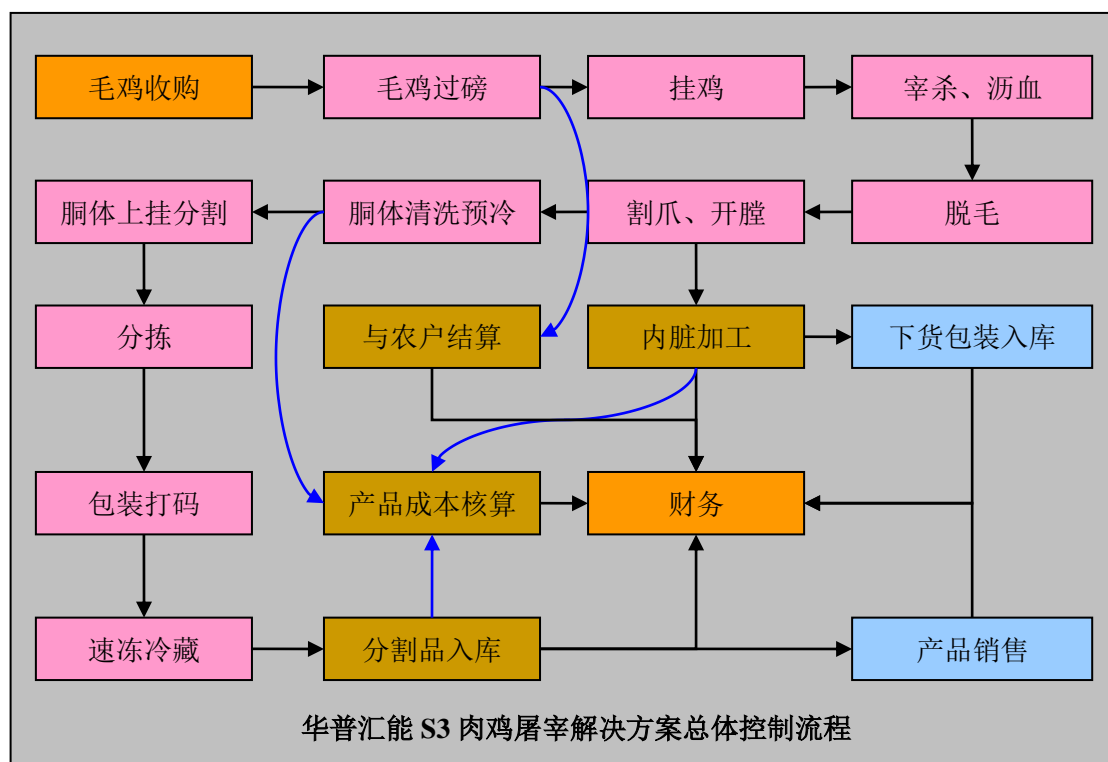 毛鸡收购
毛鸡过磅
挂鸡
宰杀、沥血
胴体上挂分割
胴体清洗预冷
割爪、开膛
脱毛
分拣
与农户结算
内脏加工
下货包装入库
包装打码
产品成本核算
财务
速冻冷藏
分割品入库
产品销售
华普汇能 S3 肉鸡屠宰解决方案总体控制流程